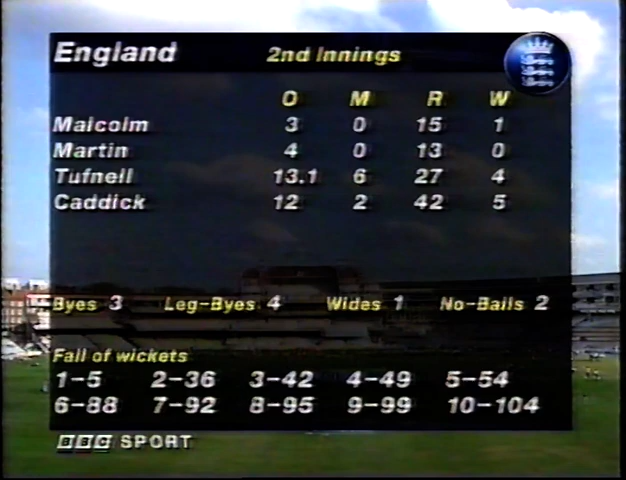 England 2nd Innings
O M R W
Malcolm 3 0 15 1
Martin 4 0 13 0
Tufnell 13.1 6 27 4
Caddick 12 2 42 5
Byes 3 Leg-Byes 4 Wides 1 No-Balls 2
Fall of wickets
1-5 2-36 3-42 4-49 5-54
6-88 7-92 8-95 9-99 10-104
BBC SPORT